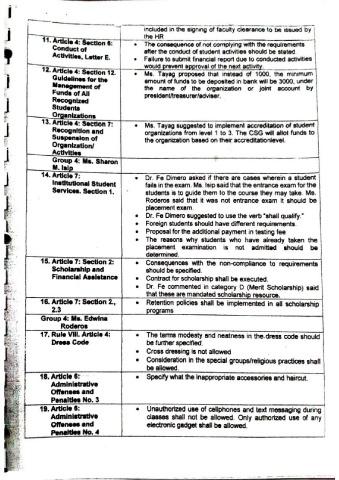 included in the signing of faculty clearance to be issued by
the HR
11. Article 4: Section 6:
Conduct of
Activities, Letter E.
• The consequence of not complying with the requirements
after the conduct of student activities should be stated.
• Failure to submit financial report due to conducted activities
would prevent approval of the next activity.
12. Article 4: Section 12.
Guidelines for the
Management of
Funds of All
Recognized
Students
Organizations
• Ms. Tayag proposed that instead of 1000, the minimum
amount of funds to be deposited in bank will be 3000, under
the name of the organization or joint account by
president/treasurer/adviser.
13. Article 4: Section 7:
Recognition and
Suspension of
Organization/
Activities
• Ms. Tayag suggested to implement accreditation of student
organizations from level 1 to 3. The CSG will allot funds to
the organization based on their accreditationlevel.
Group 4: Ms. Sharon
M. Isip
14. Article 7:
Institutional Student
Services. Section 1.
• Dr. Fe Dimero asked if there are cases wherein a student
fails in the exam. Ms. Isip said that the entrance exam for the
students is to guide them to the course they may take. Ms.
Roderos said that it was not entrance exam it should be
placement exam.
• Dr. Fe Dimero suggested to use the verb "shall qualify."
• Foreign students should have different requirements.
• Proposal for the additional payment in testing fee
• The reasons why students who have already taken the
placement examination is not admitted should be
determined.
15. Article 7: Section 2:
Scholarship and
Financial Assistance
• Consequences with the non-compliance to requirements
should be specified.
• Contract for scholarship shall be executed.
• Dr. Fe commented in category D (Merit Scholarship) said
that these are mandated scholarship resource.
16. Article 7: Section 2.,
2.3
• Retention policies shall be implemented in all scholarship
programs
Group 4: Ms. Edwina
Roderos
17. Rule VIII. Article 4:
Dress Code
• The terms modesty and neatness in the dress code should
be further specified.
• Cross dressing is not allowed
• Consideration in the special groups/religious practices shall
be allowed.
18. Article 6:
Administrative
Offenses and
Penalties No. 3
• Specify what the inappropriate accessories and haircut.
19. Article 6:
Administrative
Offenses and
Penalties No. 4
• Unauthorized use of cellphones and text messaging during
classes shall not be allowed. Only authorized use of any
electronic gadget shall be allowed.